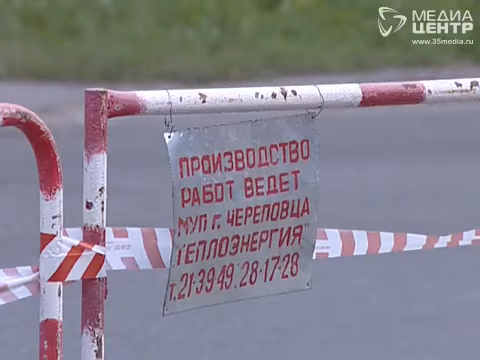 МЕДИА
ЦЕНТР
www.35media.ru
ПРОИЗВОДСТВО
РАБОТ ВЕДЕТ
МУП г. ЧЕРЕПОВЦА
"ТЕПЛОЭНЕРГИЯ"
т. 21-39-49, 28-17-28